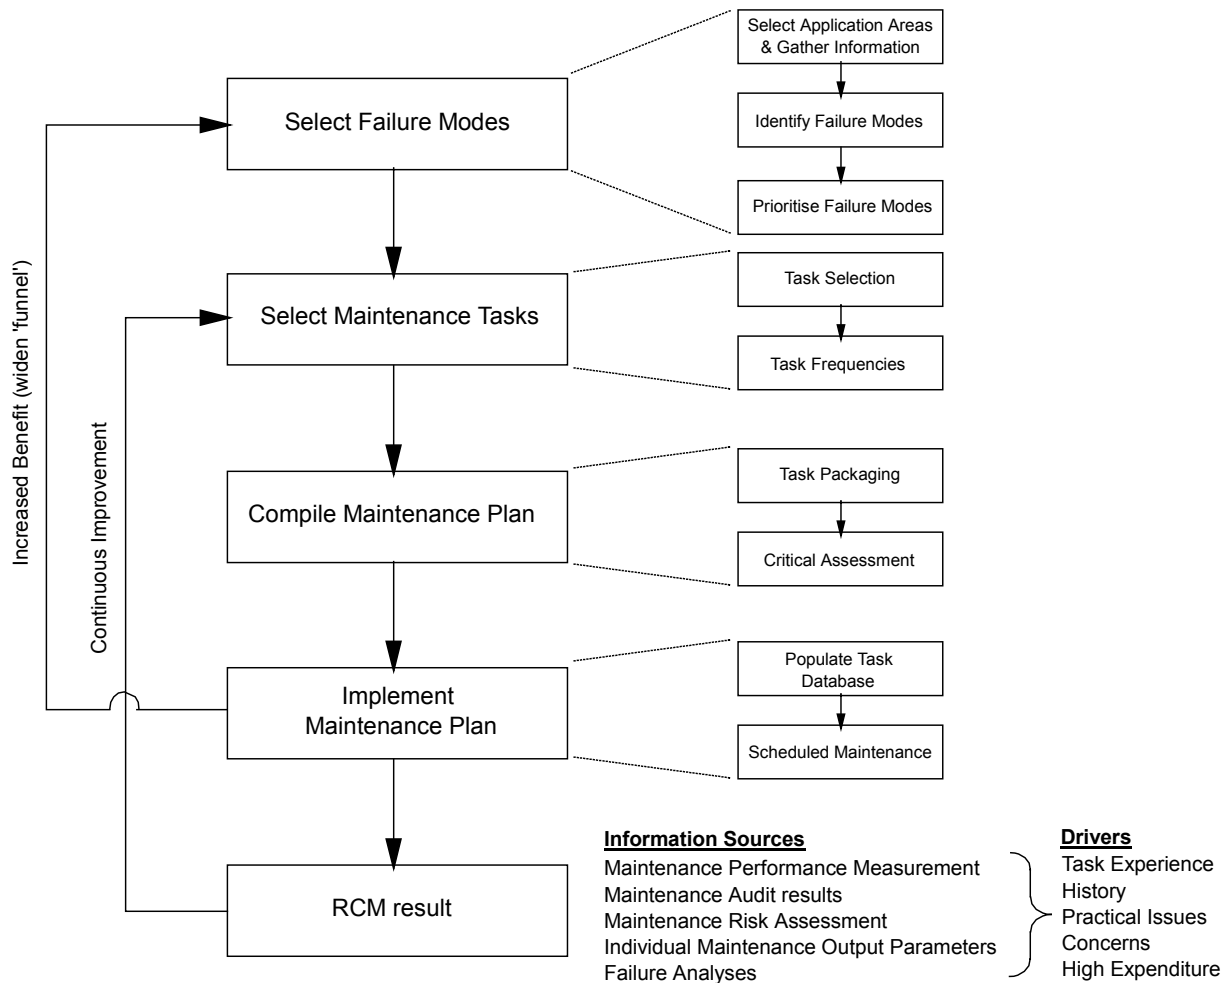 Select Application Areas
& Gather Information
Select Failure Modes
Identify Failure Modes
Prioritise Failure Modes
Select Maintenance Tasks
Task Selection
Task Frequencies
Compile Maintenance Plan
Task Packaging
Critical Assessment
Implement
Maintenance Plan
Populate Task
Database
Scheduled Maintenance
RCM result
Increased Benefit (widen 'funnel')
Continuous Improvement
Information Sources
Maintenance Performance Measurement
Maintenance Audit results
Maintenance Risk Assessment
Individual Maintenance Output Parameters
Failure Analyses
Drivers
Task Experience
History
Practical Issues
Concerns
High Expenditure